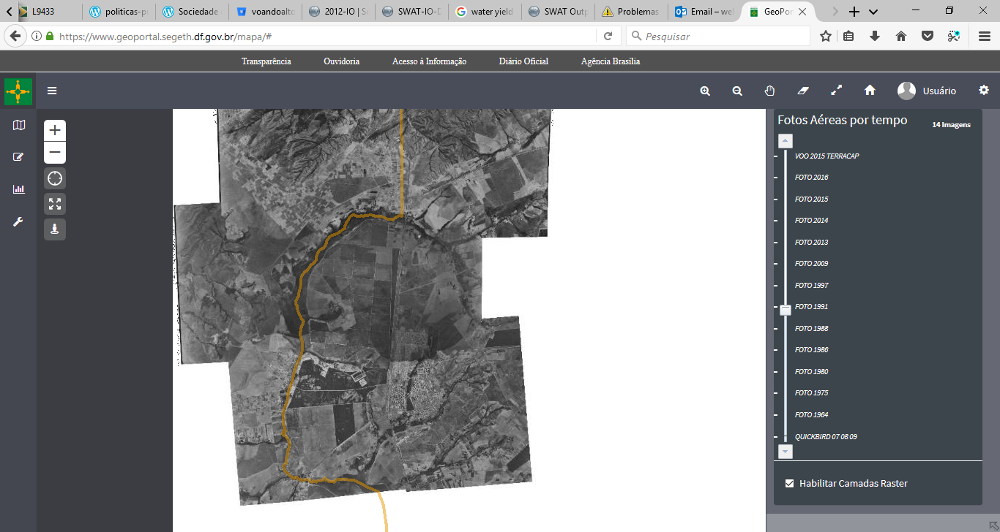 L9433
politicas-p
Sociedade
voandoalto
2012-IO | S
SWAT-IO-D
water yield
SWAT Outp
Problemas
Email – we
GeoPor
https://www.geoportal.segeth.df.gov.br/mapa/#
Pesquisar
Transparência
Ouvidoria
Acesso à Informação
Diário Oficial
Agência Brasília
Usuário
Fotos Aéreas por tempo
14 Imagens
VOO 2015 TERRACAP
FOTO 2016
FOTO 2015
FOTO 2014
FOTO 2013
FOTO 2009
FOTO 1997
FOTO 1991
FOTO 1988
FOTO 1986
FOTO 1980
FOTO 1975
FOTO 1964
QUICKBIRD 07 08 09
Habilitar Camadas Raster